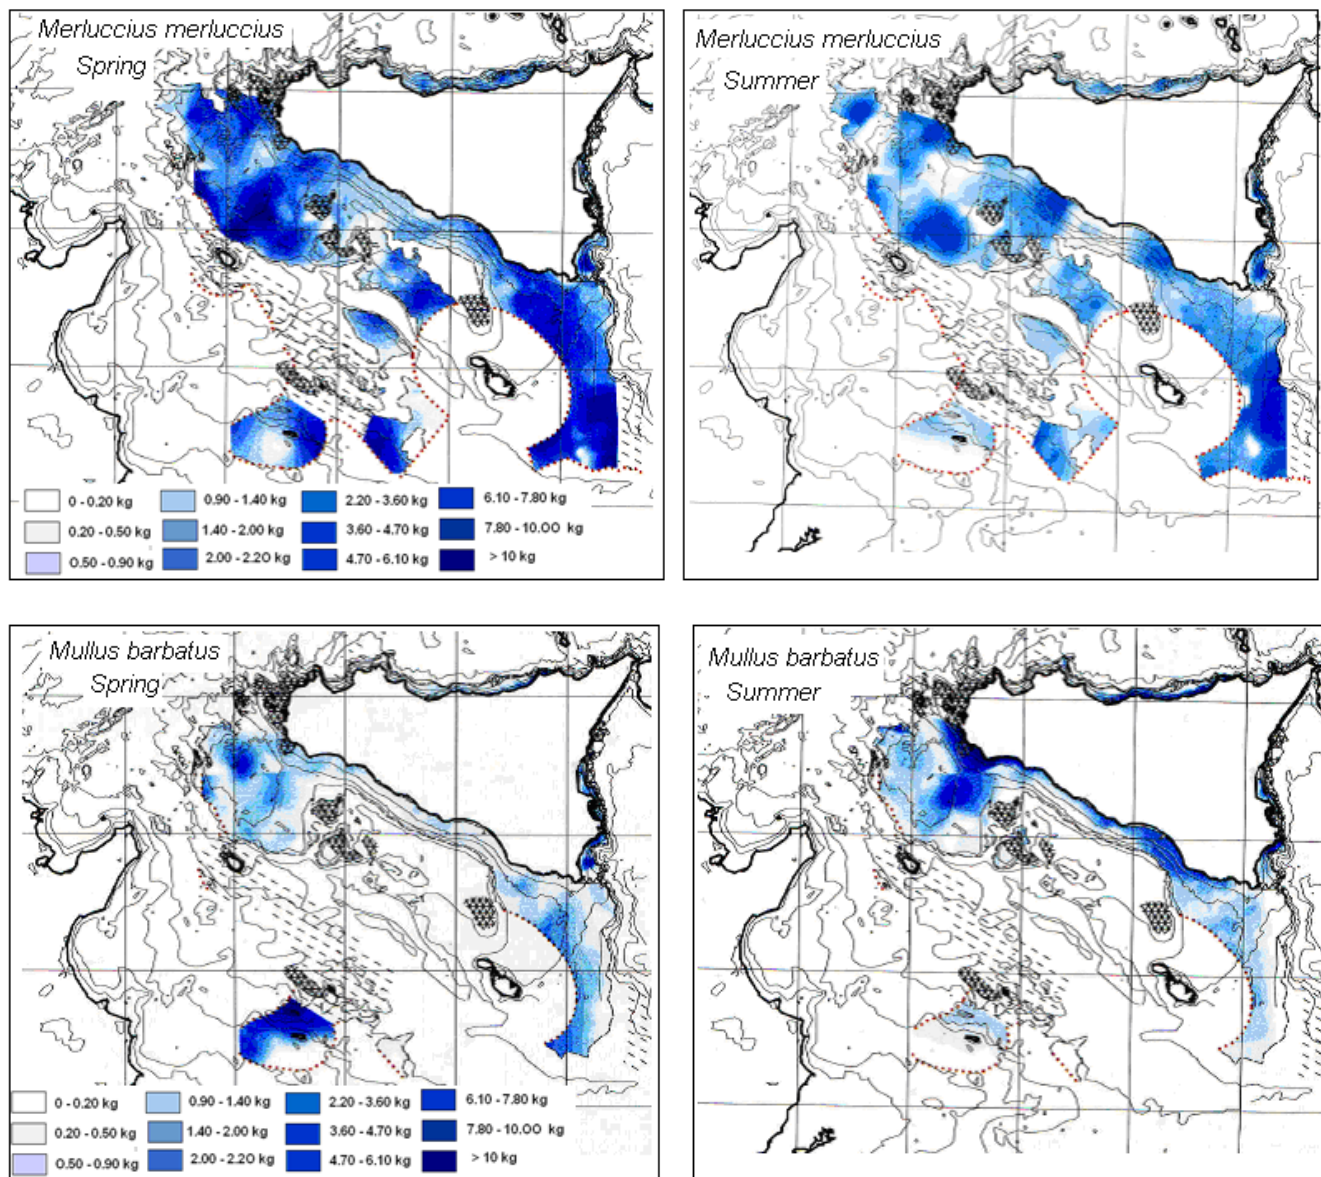 Merluccius merluccius
Spring
Merluccius merluccius
Summer
0 - 0.20 kg
0.90 - 1.40 kg
2.20 - 3.60 kg
6.10 - 7.80 kg
0.20 - 0.50 kg
1.40 - 2.00 kg
3.60 - 4.70 kg
7.80 - 10.OO kg
0.50 - 0.90 kg
2.00 - 2.2O kg
4.70 - 6.10 kg
> 10 kg
Mullus barbatus
Spring
Mullus barbatus
Summer
0 - 0.20 kg
0.90 - 1.40 kg
2.20 - 3.60 kg
6.10 - 7.80 kg
0.20 - 0.50 kg
1.40 - 2.00 kg
3.60 - 4.70 kg
7.80 - 10.OO kg
0.50 - 0.90 kg
2.00 - 2.2O kg
4.70 - 6.10 kg
> 10 kg